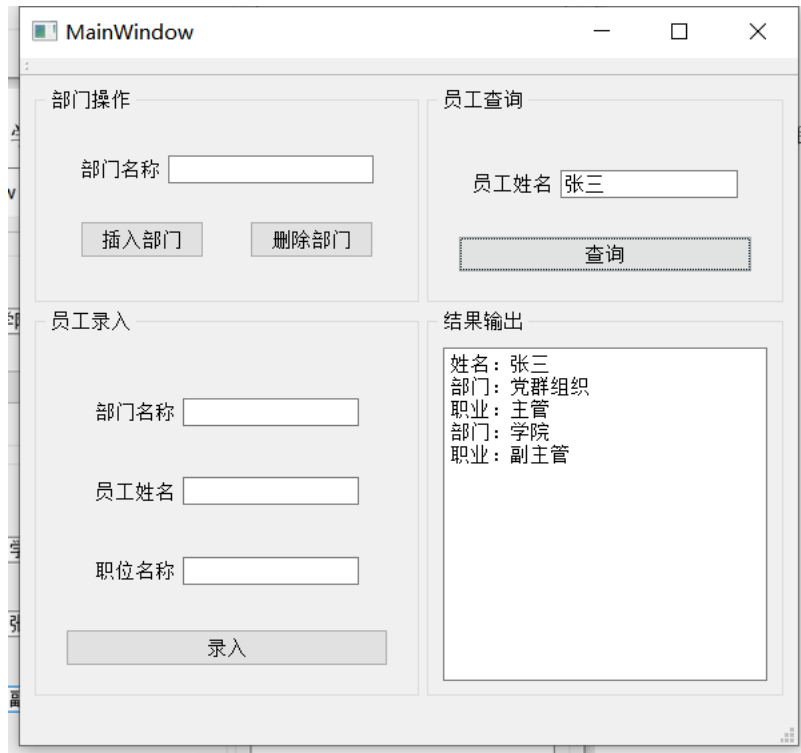 MainWindow
部门操作
部门名称
插入部门
删除部门
员工查询
员工姓名 张三
查询
员工录入
部门名称
员工姓名
职位名称
录入
结果输出
姓名：张三
部门：党群组织
职业：主管
部门：学院
职业：副主管